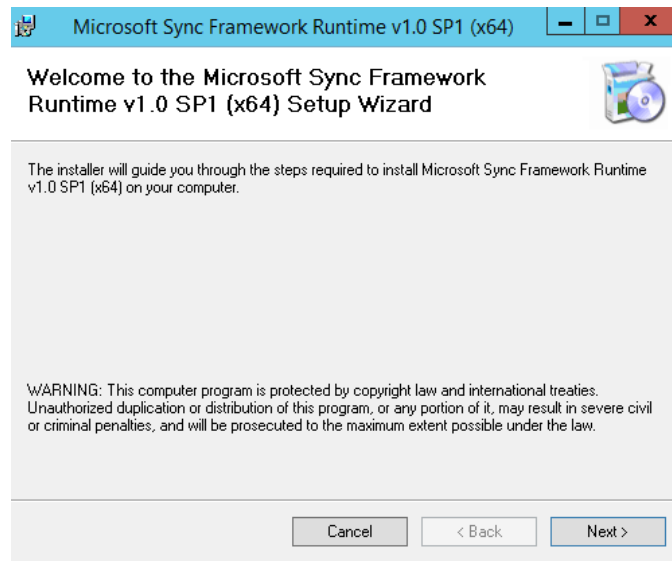 Microsoft Sync Framework Runtime v1.0 SP1 (x64)
Welcome to the Microsoft Sync Framework
Runtime v1.0 SP1 (x64) Setup Wizard
The installer will guide you through the steps required to install Microsoft Sync Framework Runtime
v1.0 SP1 (x64) on your computer.
WARNING: This computer program is protected by copyright law and international treaties.
Unauthorized duplication or distribution of this program, or any portion of it, may result in severe civil
or criminal penalties, and will be prosecuted to the maximum extent possible under the law.
Cancel < Back Next >